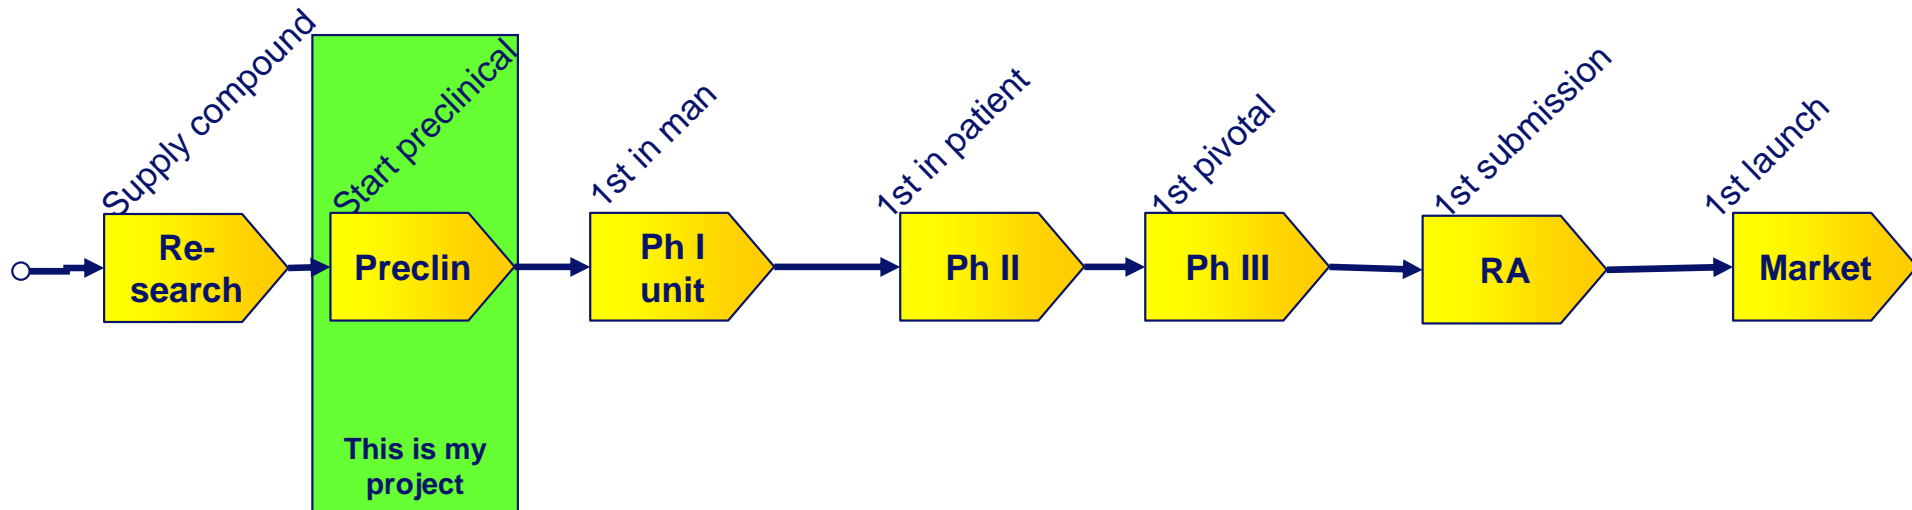 Supply compound
Start preclinical
1st in man
1st in patient
1st pivotal
1st submission
1st launch
Re-
search
Preclin
Ph I
unit
Ph II
Ph III
RA
Market
This is my
project